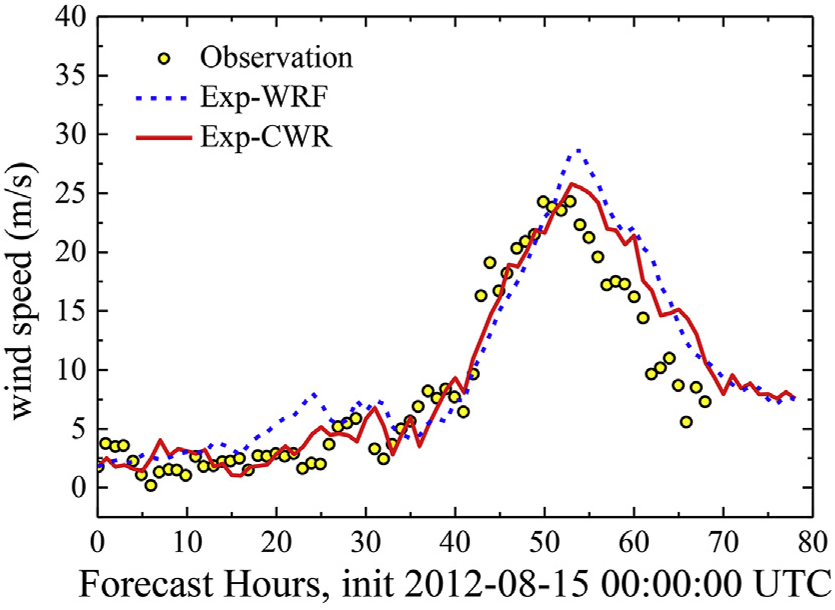 40
35
30
25
20
15
10
5
0
wind speed (m/s)
Observation
Exp-WRF
Exp-CWR
0 10 20 30 40 50 60 70 80
Forecast Hours, init 2012-08-15 00:00:00 UTC